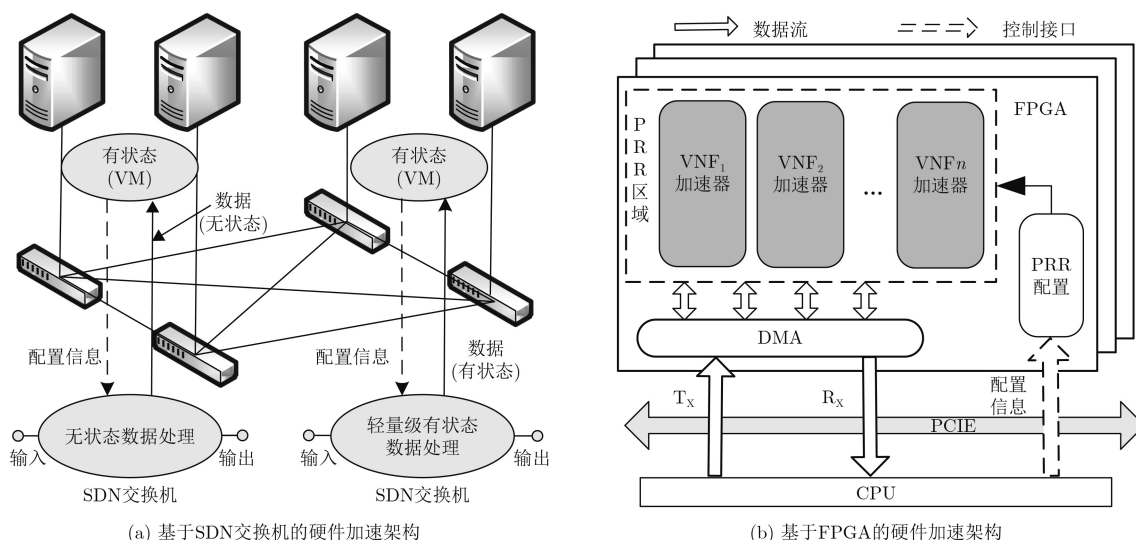 有状态
(VM)
有状态
(VM)
数据
(无状态)
配置信息
配置信息
数据
(有状态)
无状态数据处理
轻量级有状态
数据处理
输入
输出
输入
输出
SDN交换机
SDN交换机
(a) 基于SDN交换机的硬件加速架构
数据流
控制接口
FPGA
PRR区域
VNF₁
加速器
VNF₂
加速器
...
VNFn
加速器
PRR
配置
DMA
Tx
Rx
配置
信息
PCIE
CPU
(b) 基于FPGA的硬件加速架构